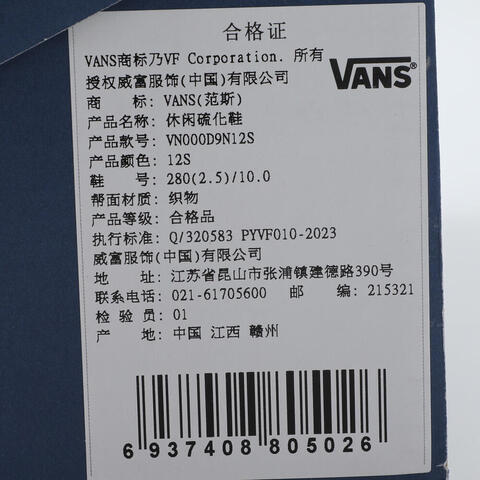 合格证
VANS商标乃VF Corporation. 所有
授权威富服饰(中国)有限公司
VANS
商 标: VANS(范斯)
产品名称: 休闲硫化鞋
产品款号: VN000D9N12S
产品颜色: 12S
鞋 号: 280(2.5)/10.0
帮面材质: 织物
产品等级: 合格品
执行标准: Q/320583 PYVF010-2023
威富服饰(中国)有限公司
地 址: 江苏省昆山市张浦镇建德路390号
联系电话: 021-61705600 邮 编: 215321
检 验 员: 01
产 地: 中国 江西 赣州
6 937408 805026